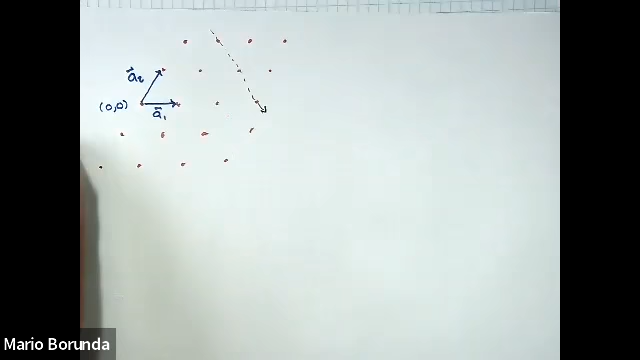 a⃗₂
(0,0)
a⃗₁
Mario Borunda